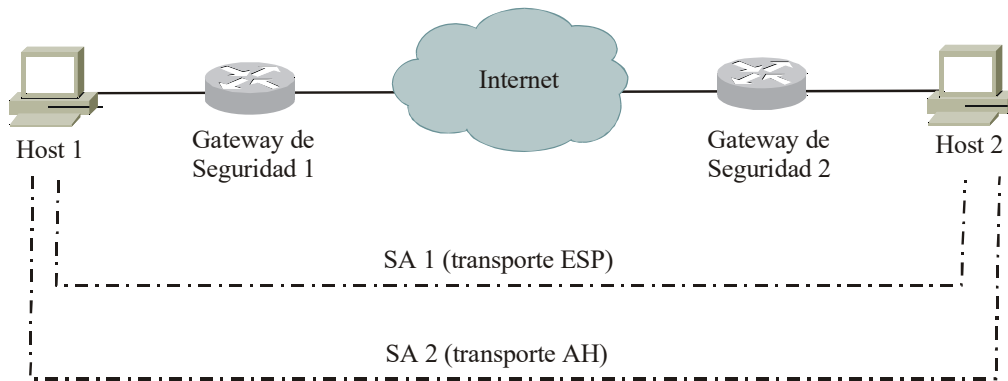 Internet
Host 1
Gateway de
Seguridad 1
Gateway de
Seguridad 2
Host 2
SA 1 (transporte ESP)
SA 2 (transporte AH)